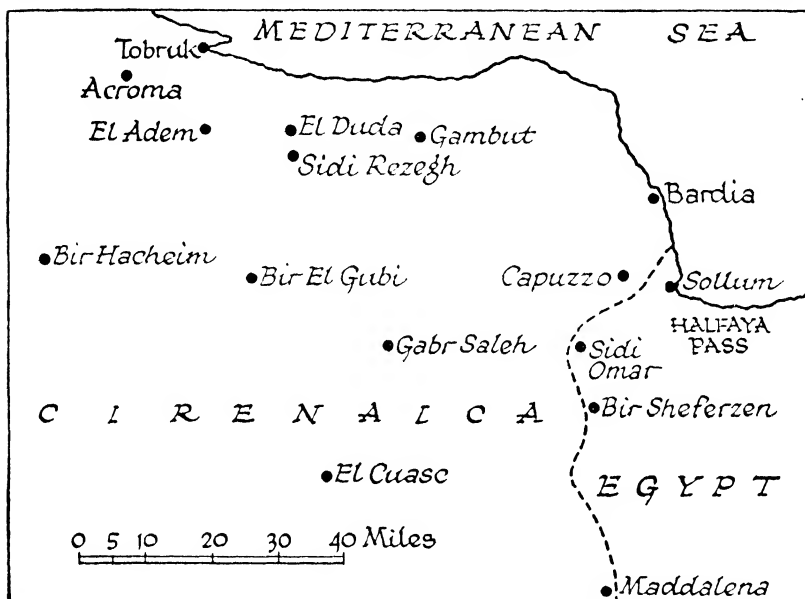 MEDITERRANEAN SEA
Tobruk
Acroma
El Adem
El Duda
Gambut
Sidi Rezegh
Bardia
Bir Hacheim
Bir El Gubi
Capuzzo
Sollum
HALFAYA
PASS
Gabr Saleh
Sidi
Omar
CIRENAICA
Bir Sheferzen
El Cuasc
EGYPT
0 5 10 20 30 40 Miles
Maddalena